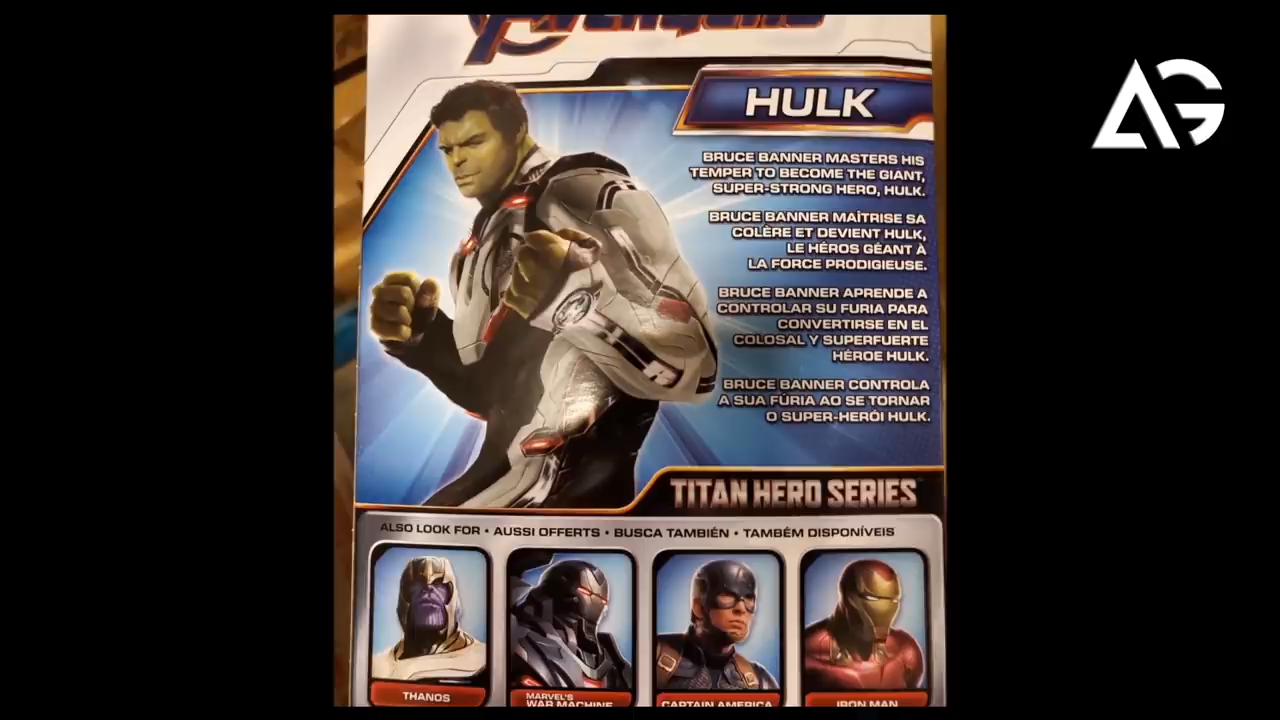 AVENGERS
AG
HULK
BRUCE BANNER MASTERS HIS
TEMPER TO BECOME THE GIANT,
SUPER-STRONG HERO, HULK.
BRUCE BANNER MAÎTRISE SA
COLÈRE ET DEVIENT HULK,
LE HÉROS GÉANT À
LA FORCE PRODIGIEUSE.
BRUCE BANNER APRENDE A
CONTROLAR SU FURIA PARA
CONVERTIRSE EN EL
COLOSAL Y SUPERFUERTE
HÉROE HULK.
BRUCE BANNER CONTROLA
A SUA FÚRIA AO SE TORNAR
O SUPER-HERÓI HULK.
TITAN HERO SERIES
ALSO LOOK FOR • AUSSI OFFERTS • BUSCA TAMBIÉN • TAMBÉM DISPONÍVEIS
THANOS
MARVEL'S
WAR MACHINE
CAPTAIN AMERICA
IRON MAN